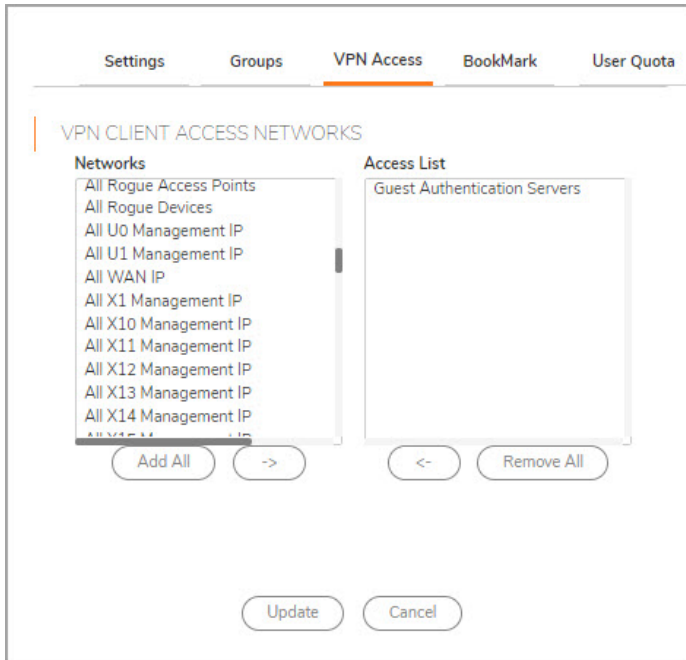 Settings Groups VPN Access BookMark User Quota
VPN CLIENT ACCESS NETWORKS
Networks Access List
All Rogue Access Points Guest Authentication Servers
All Rogue Devices
All U0 Management IP
All U1 Management IP
All WAN IP
All X1 Management IP
All X10 Management IP
All X11 Management IP
All X12 Management IP
All X13 Management IP
All X14 Management IP
Add All -> <- Remove All
Update Cancel